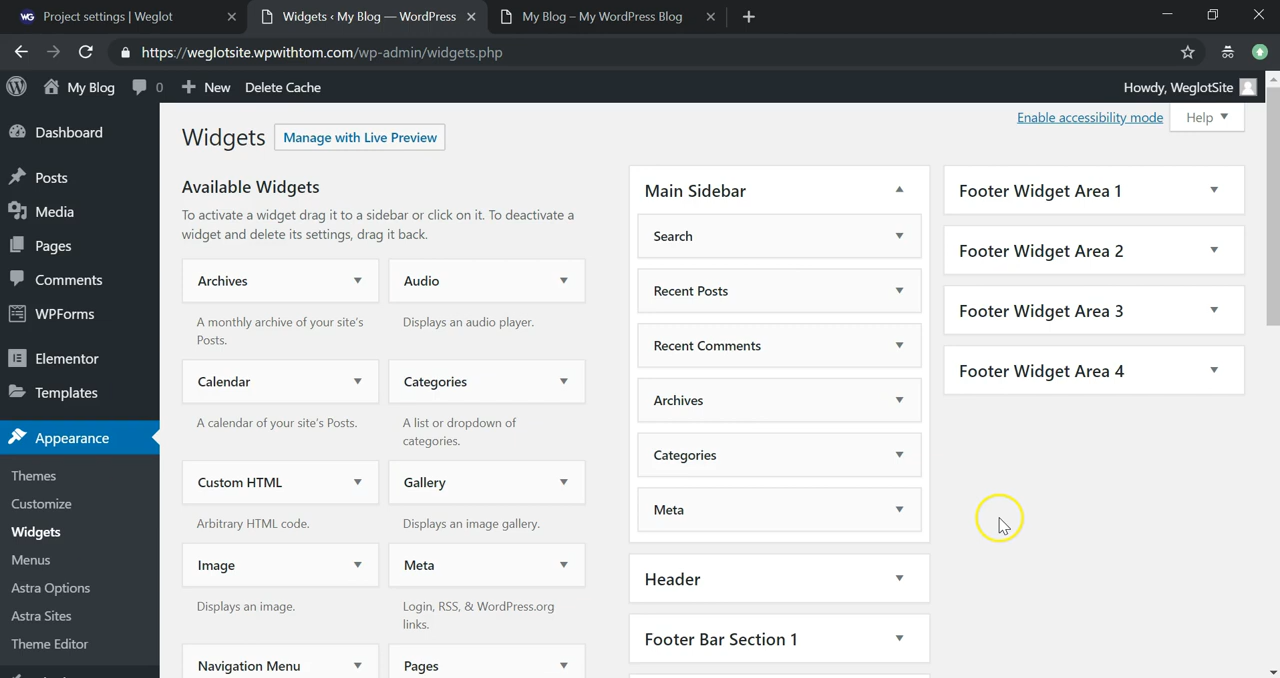 Project settings | Weglot
Widgets ‹ My Blog — WordPress
My Blog – My WordPress Blog
https://weglotsite.wpwithtom.com/wp-admin/widgets.php
My Blog
0
New
Delete Cache
Howdy, WeglotSite
Dashboard
Posts
Media
Pages
Comments
WPForms
Elementor
Templates
Appearance
Themes
Customize
Widgets
Menus
Astra Options
Astra Sites
Theme Editor
Enable accessibility mode
Help
Widgets
Manage with Live Preview
Available Widgets
To activate a widget drag it to a sidebar or click on it. To deactivate a
widget and delete its settings, drag it back.
Archives
A monthly archive of your site's
Posts.
Audio
Displays an audio player.
Calendar
A calendar of your site's Posts.
Categories
A list or dropdown of
categories.
Custom HTML
Arbitrary HTML code.
Gallery
Displays an image gallery.
Image
Displays an image.
Meta
Login, RSS, & WordPress.org
links.
Navigation Menu
Pages
Main Sidebar
Search
Recent Posts
Recent Comments
Archives
Categories
Meta
Header
Footer Bar Section 1
Footer Widget Area 1
Footer Widget Area 2
Footer Widget Area 3
Footer Widget Area 4